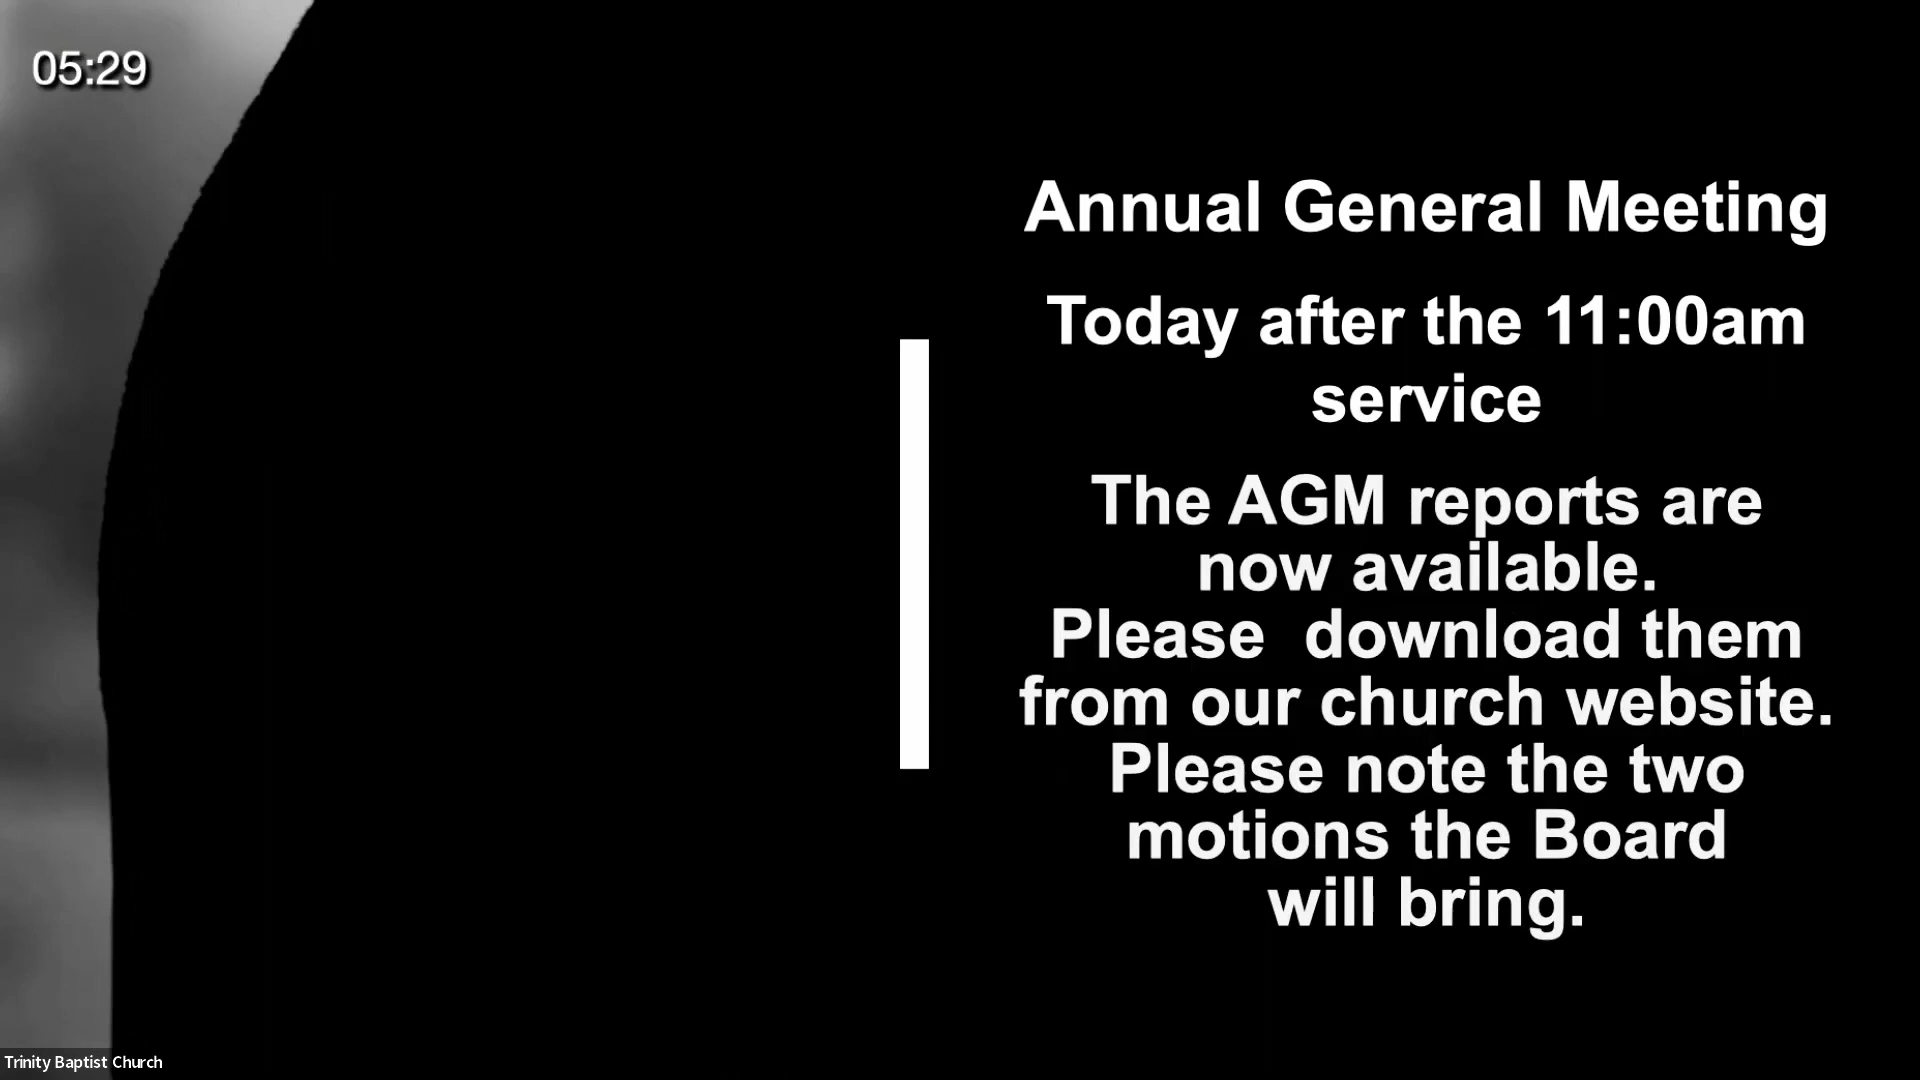 05:29
Annual General Meeting
Today after the 11:00am
service
The AGM reports are
now available.
Please  download them
from our church website.
Please note the two
motions the Board
will bring.
Trinity Baptist Church